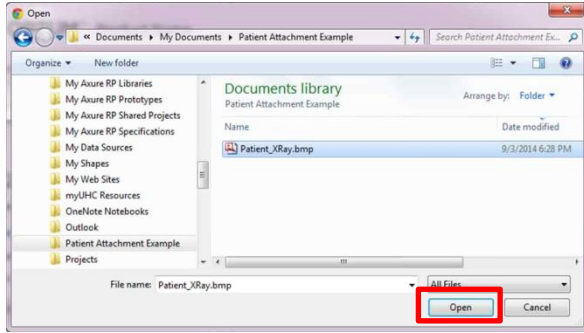 Open
« Documents ▸ My Documents ▸ Patient Attachment Example
Search Patient Attachment Ex...
Organize ▾ New folder
My Axure RP Libraries
My Axure RP Prototypes
My Axure RP Shared Projects
My Axure RP Specifications
My Data Sources
My Shapes
My Web Sites
myUHC Resources
OneNote Notebooks
Outlook
Patient Attachment Example
Projects
Documents library
Patient Attachment Example
Arrange by: Folder ▾
Name Date modified
Patient_XRay.bmp 9/3/2014 6:28 PM
File name: Patient_XRay.bmp
All Files
Open Cancel